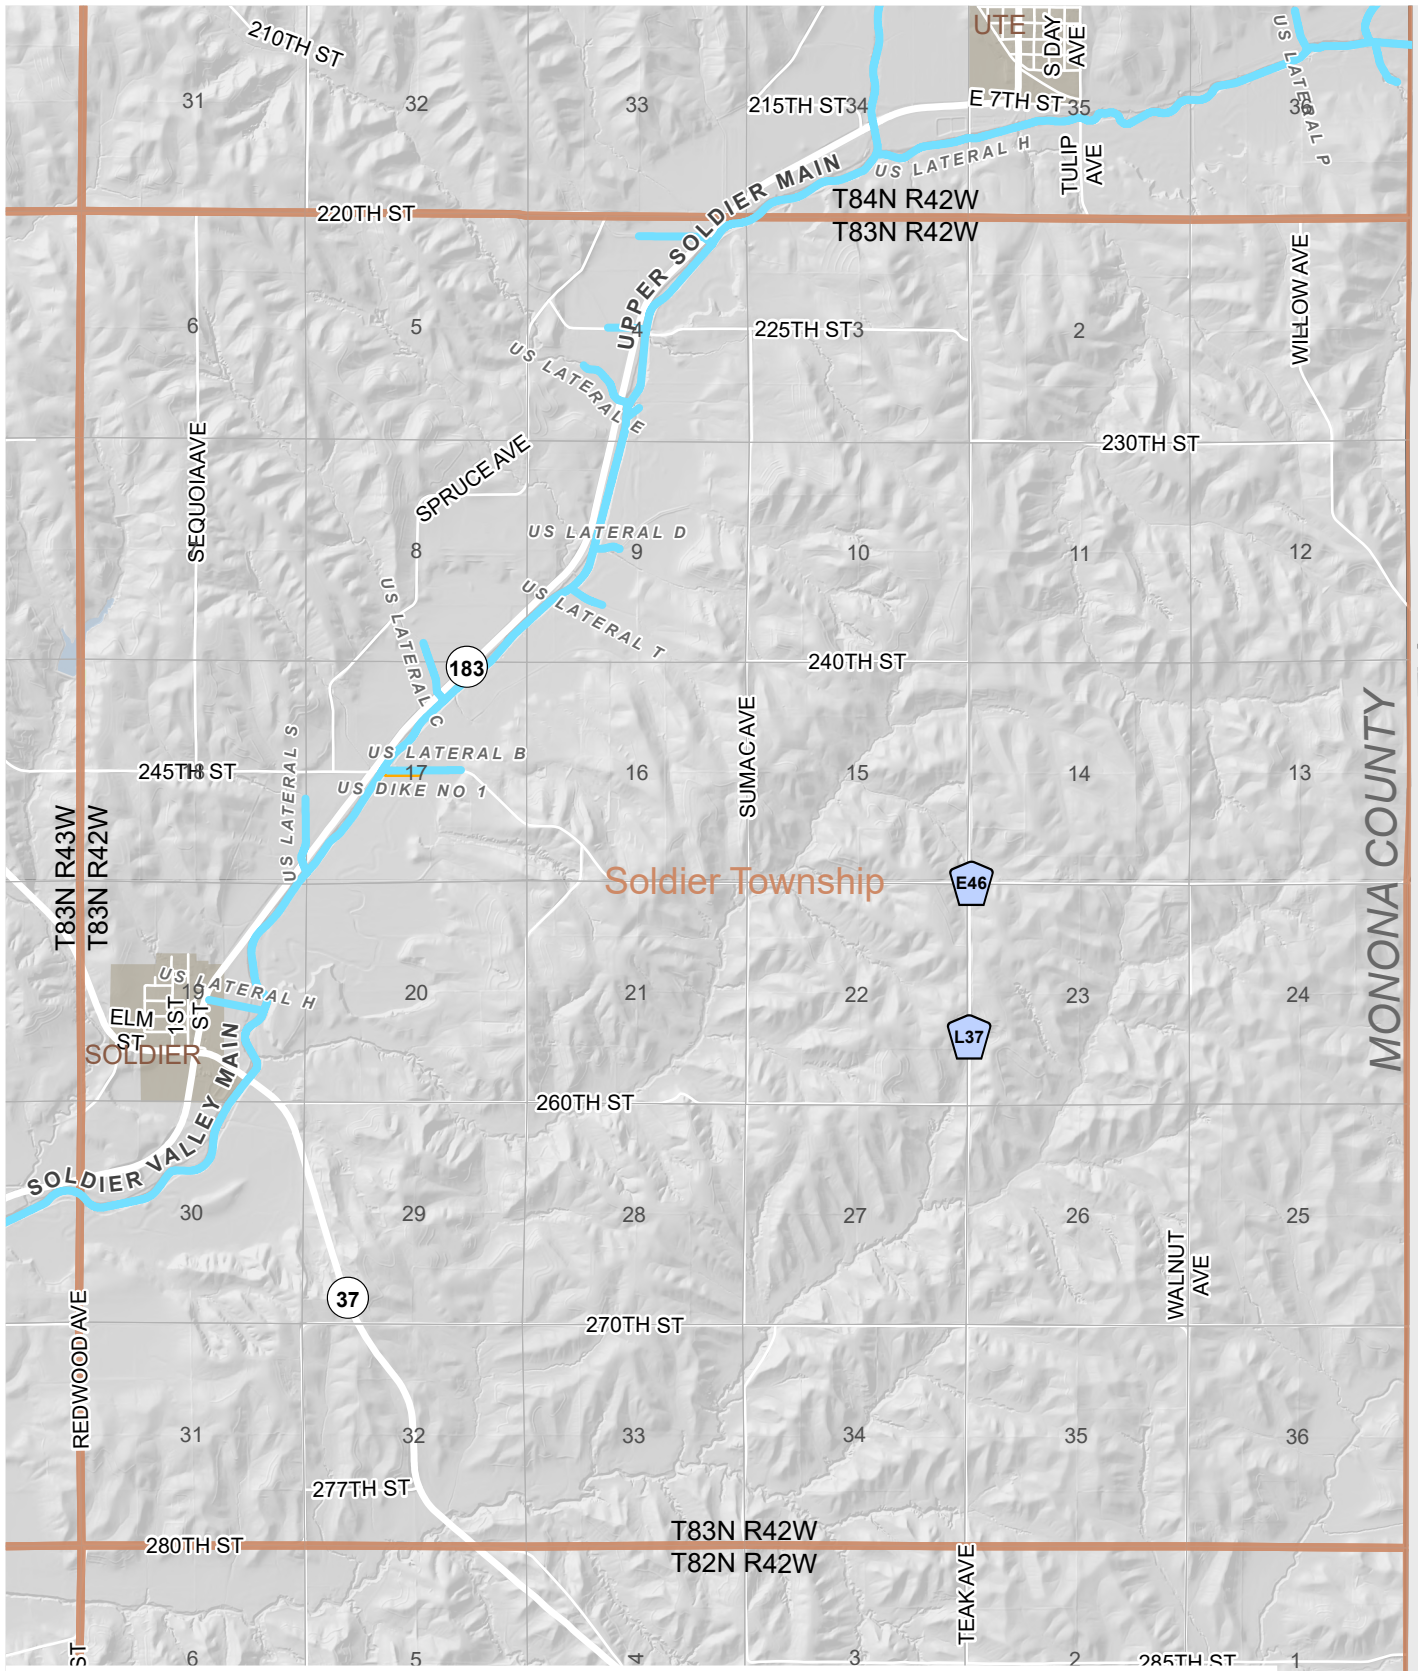 UTE
S DAY
AVE
US LATERAL P
210TH ST
31
32
33
215TH ST
34
E 7TH ST
35
36
US LATERAL H
TULIP
AVE
UPPER SOLDIER MAIN
T84N R42W
220TH ST
T83N R42W
WILLOW AVE
6
5
4
225TH ST
3
2
US LATERAL E
SEQUOIA AVE
SPRUCE AVE
230TH ST
US LATERAL D
8
9
10
11
12
US LATERAL C
US LATERAL T
183
240TH ST
SUMAC AVE
MONONA COUNTY
US LATERAL S
US LATERAL B
245TH ST
18
17
16
15
14
13
US DIKE NO 1
T83N R43W
T83N R42W
Soldier Township
E46
US LATERAL H
19
20
21
22
23
24
ELM
ST
1ST
ST
SOLDIER
L37
SOLDIER VALLEY MAIN
260TH ST
30
29
28
27
26
25
WALNUT
AVE
37
REDWOOD AVE
270TH ST
31
32
33
34
35
36
277TH ST
T83N R42W
280TH ST
T82N R42W
TEAK AVE
ST
6
5
4
3
2
285TH ST
1